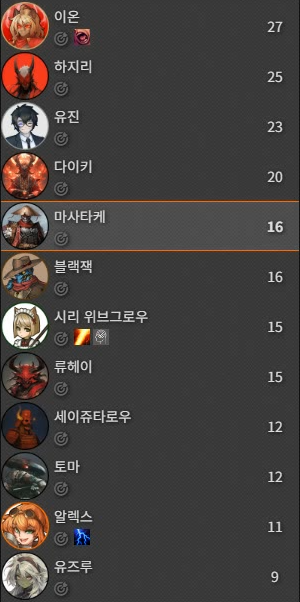 이온 27
하지리 25
유진 23
다이키 20
마사타케 16
블랙잭 16
시리 위브그로우 15
류헤이 15
세이쥬타로우 12
토마 12
알렉스 11
유즈루 9